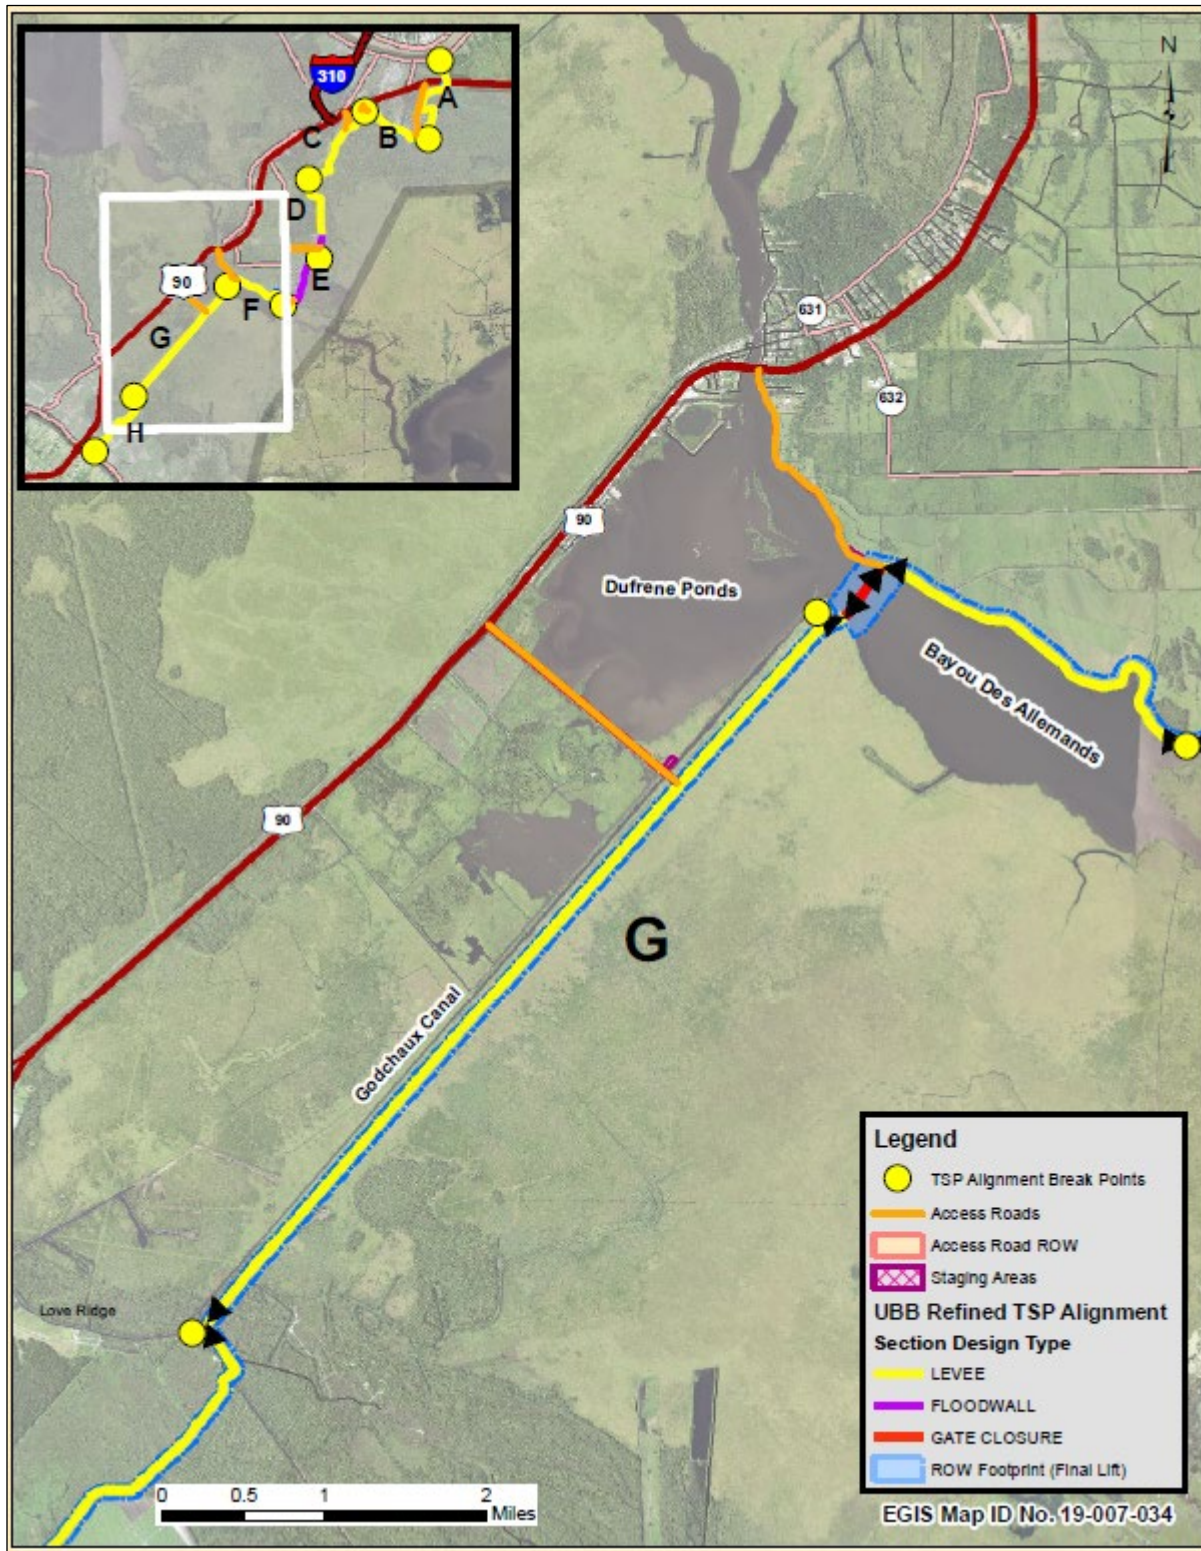 310
A
B
C
D
E
90
F
G
H
N
631
632
90
Dufrene Ponds
Bayou Des Allemands
90
G
Godchaux Canal
Love Ridge
Legend
TSP Alignment Break Points
Access Roads
Access Road ROW
Staging Areas
UBB Refined TSP Alignment
Section Design Type
LEVEE
FLOODWALL
GATE CLOSURE
ROW Footprint (Final Lift)
0 0.5 1 2
Miles
EGIS Map ID No. 19-007-034